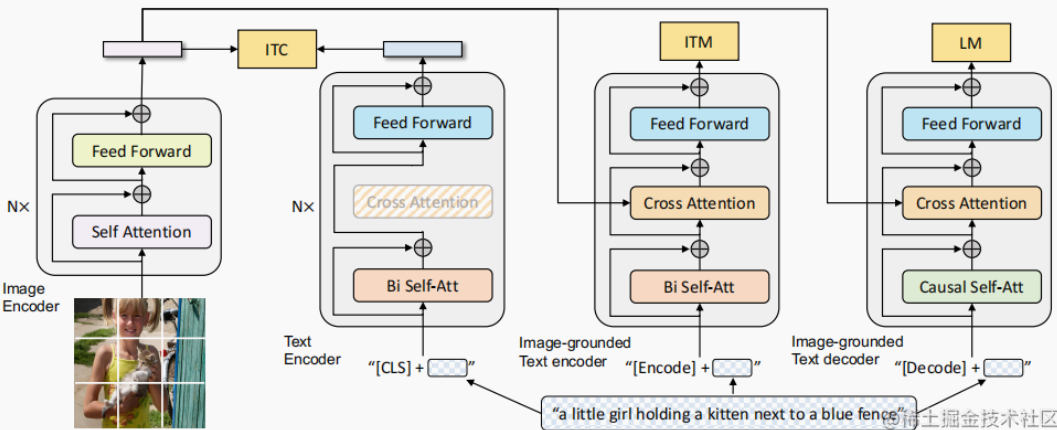 ITC
ITM
LM
Feed Forward
Self Attention
N×
Image
Encoder
Feed Forward
Cross Attention
Bi Self-Att
N×
Text
Encoder
"[CLS] + "
Feed Forward
Cross Attention
Bi Self-Att
Image-grounded
Text encoder
"[Encode] + "
Feed Forward
Cross Attention
Causal Self-Att
Image-grounded
Text decoder
"[Decode] + "
"a little girl holding a kitten next to a blue fence"
@稀土掘金技术社区